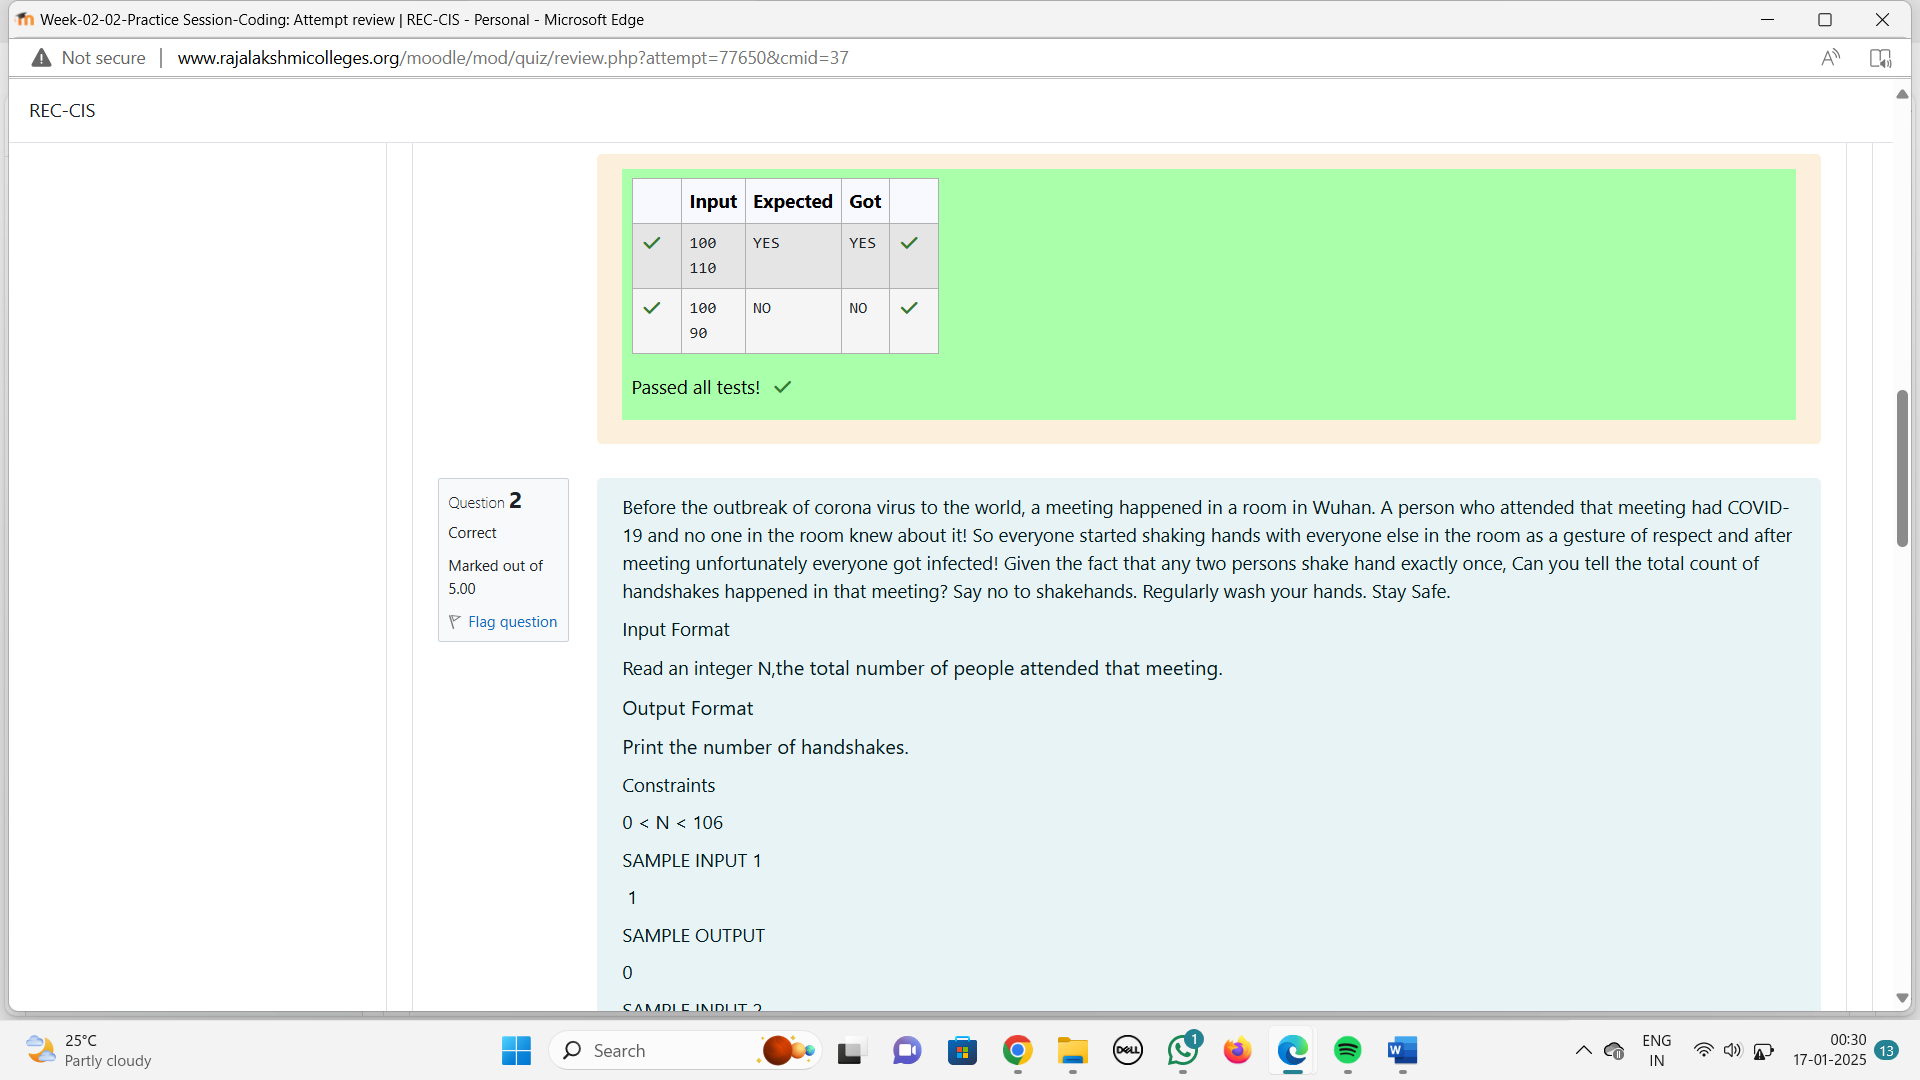 Week-02-02-Practice Session-Coding: Attempt review | REC-CIS - Personal - Microsoft Edge
Not secure | www.rajalakshmicolleges.org/moodle/mod/quiz/review.php?attempt=77650&cmid=37
REC-CIS
Input Expected Got
100 YES YES
110
100 NO NO
90
Passed all tests!
Question 2
Correct
Marked out of
5.00
Flag question
Before the outbreak of corona virus to the world, a meeting happened in a room in Wuhan. A person who attended that meeting had COVID-
19 and no one in the room knew about it! So everyone started shaking hands with everyone else in the room as a gesture of respect and after
meeting unfortunately everyone got infected! Given the fact that any two persons shake hand exactly once, Can you tell the total count of
handshakes happened in that meeting? Say no to shakehands. Regularly wash your hands. Stay Safe.
Input Format
Read an integer N,the total number of people attended that meeting.
Output Format
Print the number of handshakes.
Constraints
0 < N < 106
SAMPLE INPUT 1
1
SAMPLE OUTPUT
0
SAMPLE INPUT 2
25°C
Partly cloudy
Search
DELL
1
ENG
IN
00:30
17-01-2025
13